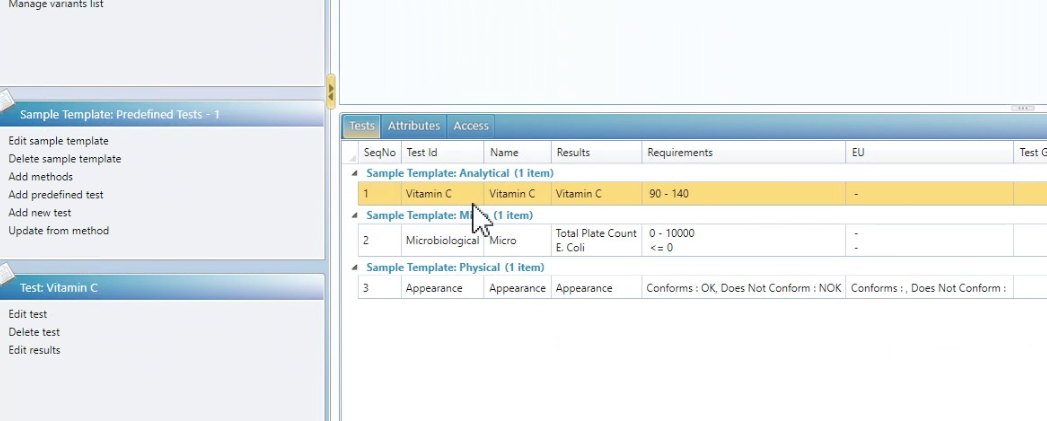 Manage variants list
Sample Template: Predefined Tests - 1
Edit sample template
Delete sample template
Add methods
Add predefined test
Add new test
Update from method
Test: Vitamin C
Edit test
Delete test
Edit results
Tests Attributes Access
SeqNo Test Id Name Results Requirements EU Test G
Sample Template: Analytical (1 item)
1 Vitamin C Vitamin C Vitamin C 90 - 140 -
Sample Template: (1 item)
2 Microbiological Micro Total Plate Count 0 - 10000 -
E. Coli <= 0 -
Sample Template: Physical (1 item)
3 Appearance Appearance Appearance Conforms : OK, Does Not Conform : NOK Conforms : , Does Not Conform :